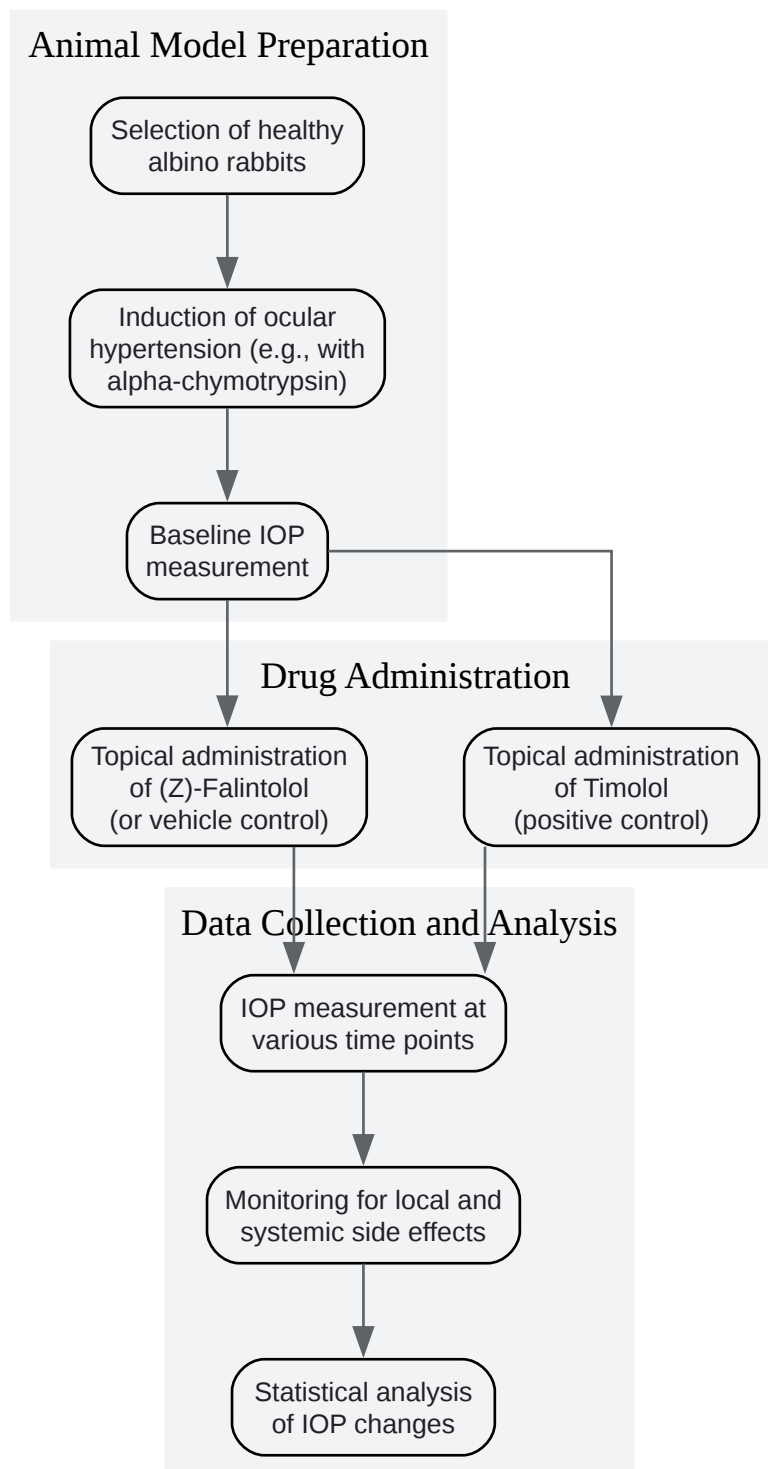 Animal Model Preparation
Selection of healthy
albino rabbits
Induction of ocular
hypertension (e.g., with
alpha-chymotrypsin)
Baseline IOP
measurement
Drug Administration
Topical administration
of (Z)-Falintolol
(or vehicle control)
Topical administration
of Timolol
(positive control)
Data Collection and Analysis
IOP measurement at
various time points
Monitoring for local and
systemic side effects
Statistical analysis
of IOP changes